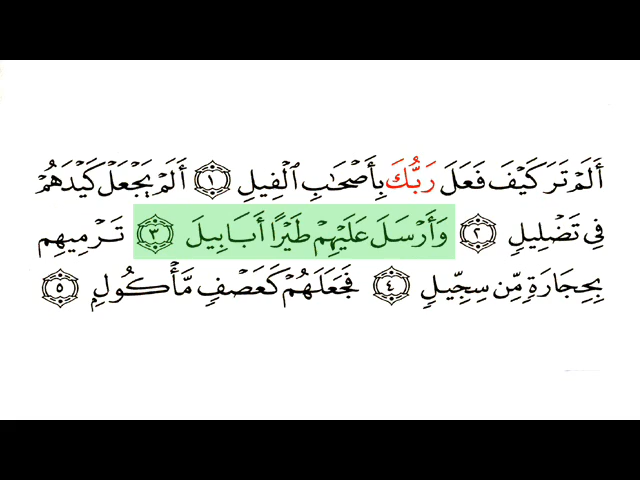 أَلَمْ تَرَ كَيْفَ فَعَلَ رَبُّكَ بِأَصْحَٰبِ ٱلْفِيلِ ١ أَلَمْ يَجْعَلْ كَيْدَهُمْ
فِى تَضْلِيلٍ ٢ وَأَرْسَلَ عَلَيْهِمْ طَيْرًا أَبَابِيلَ ٣ تَرْمِيهِم
بِحِجَارَةٍ مِّن سِجِّيلٍ ٤ فَجَعَلَهُمْ كَعَصْفٍ مَّأْكُولٍ ٥